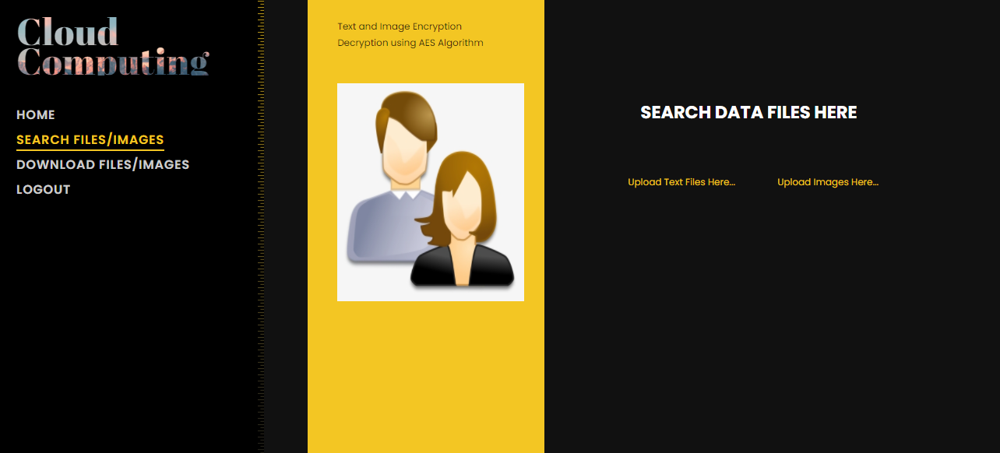 Cloud
Computing
HOME
SEARCH FILES/IMAGES
DOWNLOAD FILES/IMAGES
LOGOUT
Text and Image Encryption
Decryption using AES Algorithm
SEARCH DATA FILES HERE
Upload Text Files Here...
Upload Images Here...